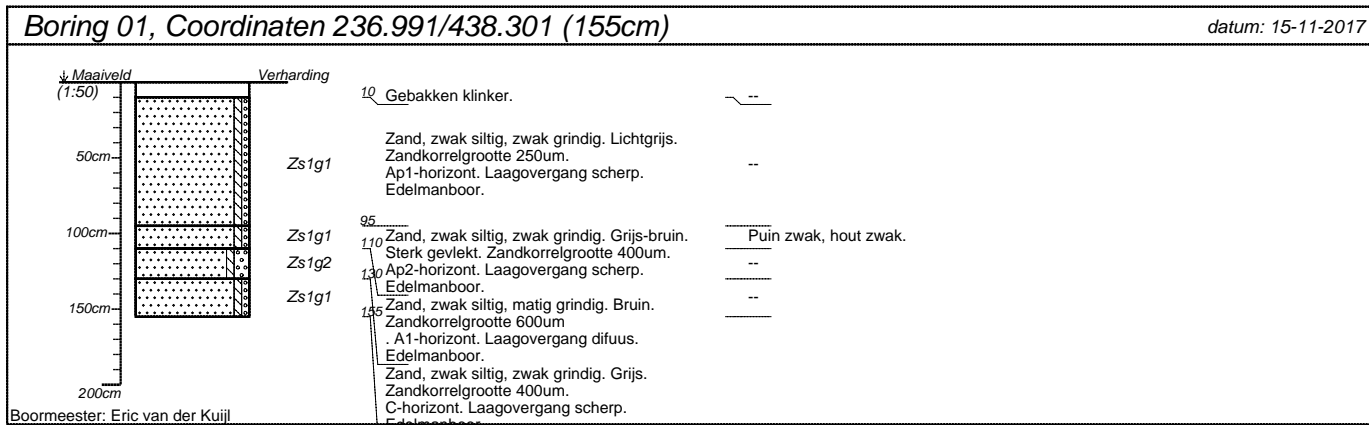 Boring 01, Coordinaten 236.991/438.301 (155cm)
datum: 15-11-2017
Maaiveld
Verharding
(1:50)
10 Gebakken klinker.
--
50cm
Zs1g1
Zand, zwak siltig, zwak grindig. Lichtgrijs.
Zandkorrelgrootte 250um.
Ap1-horizont. Laagovergang scherp.
Edelmanboor.
--
95
100cm
Zs1g1
110
Zand, zwak siltig, zwak grindig. Grijs-bruin.
Sterk gevlekt. Zandkorrelgrootte 400um.
Ap2-horizont. Laagovergang scherp.
Edelmanboor.
Puin zwak, hout zwak.
Zs1g2
130
--
Zs1g1
--
150cm
155
Zand, zwak siltig, matig grindig. Bruin.
Zandkorrelgrootte 600um
. A1-horizont. Laagovergang difuus.
Edelmanboor.
Zand, zwak siltig, zwak grindig. Grijs.
Zandkorrelgrootte 400um.
C-horizont. Laagovergang scherp.
Edelmanboor.
200cm
Boormeester: Eric van der Kuijl